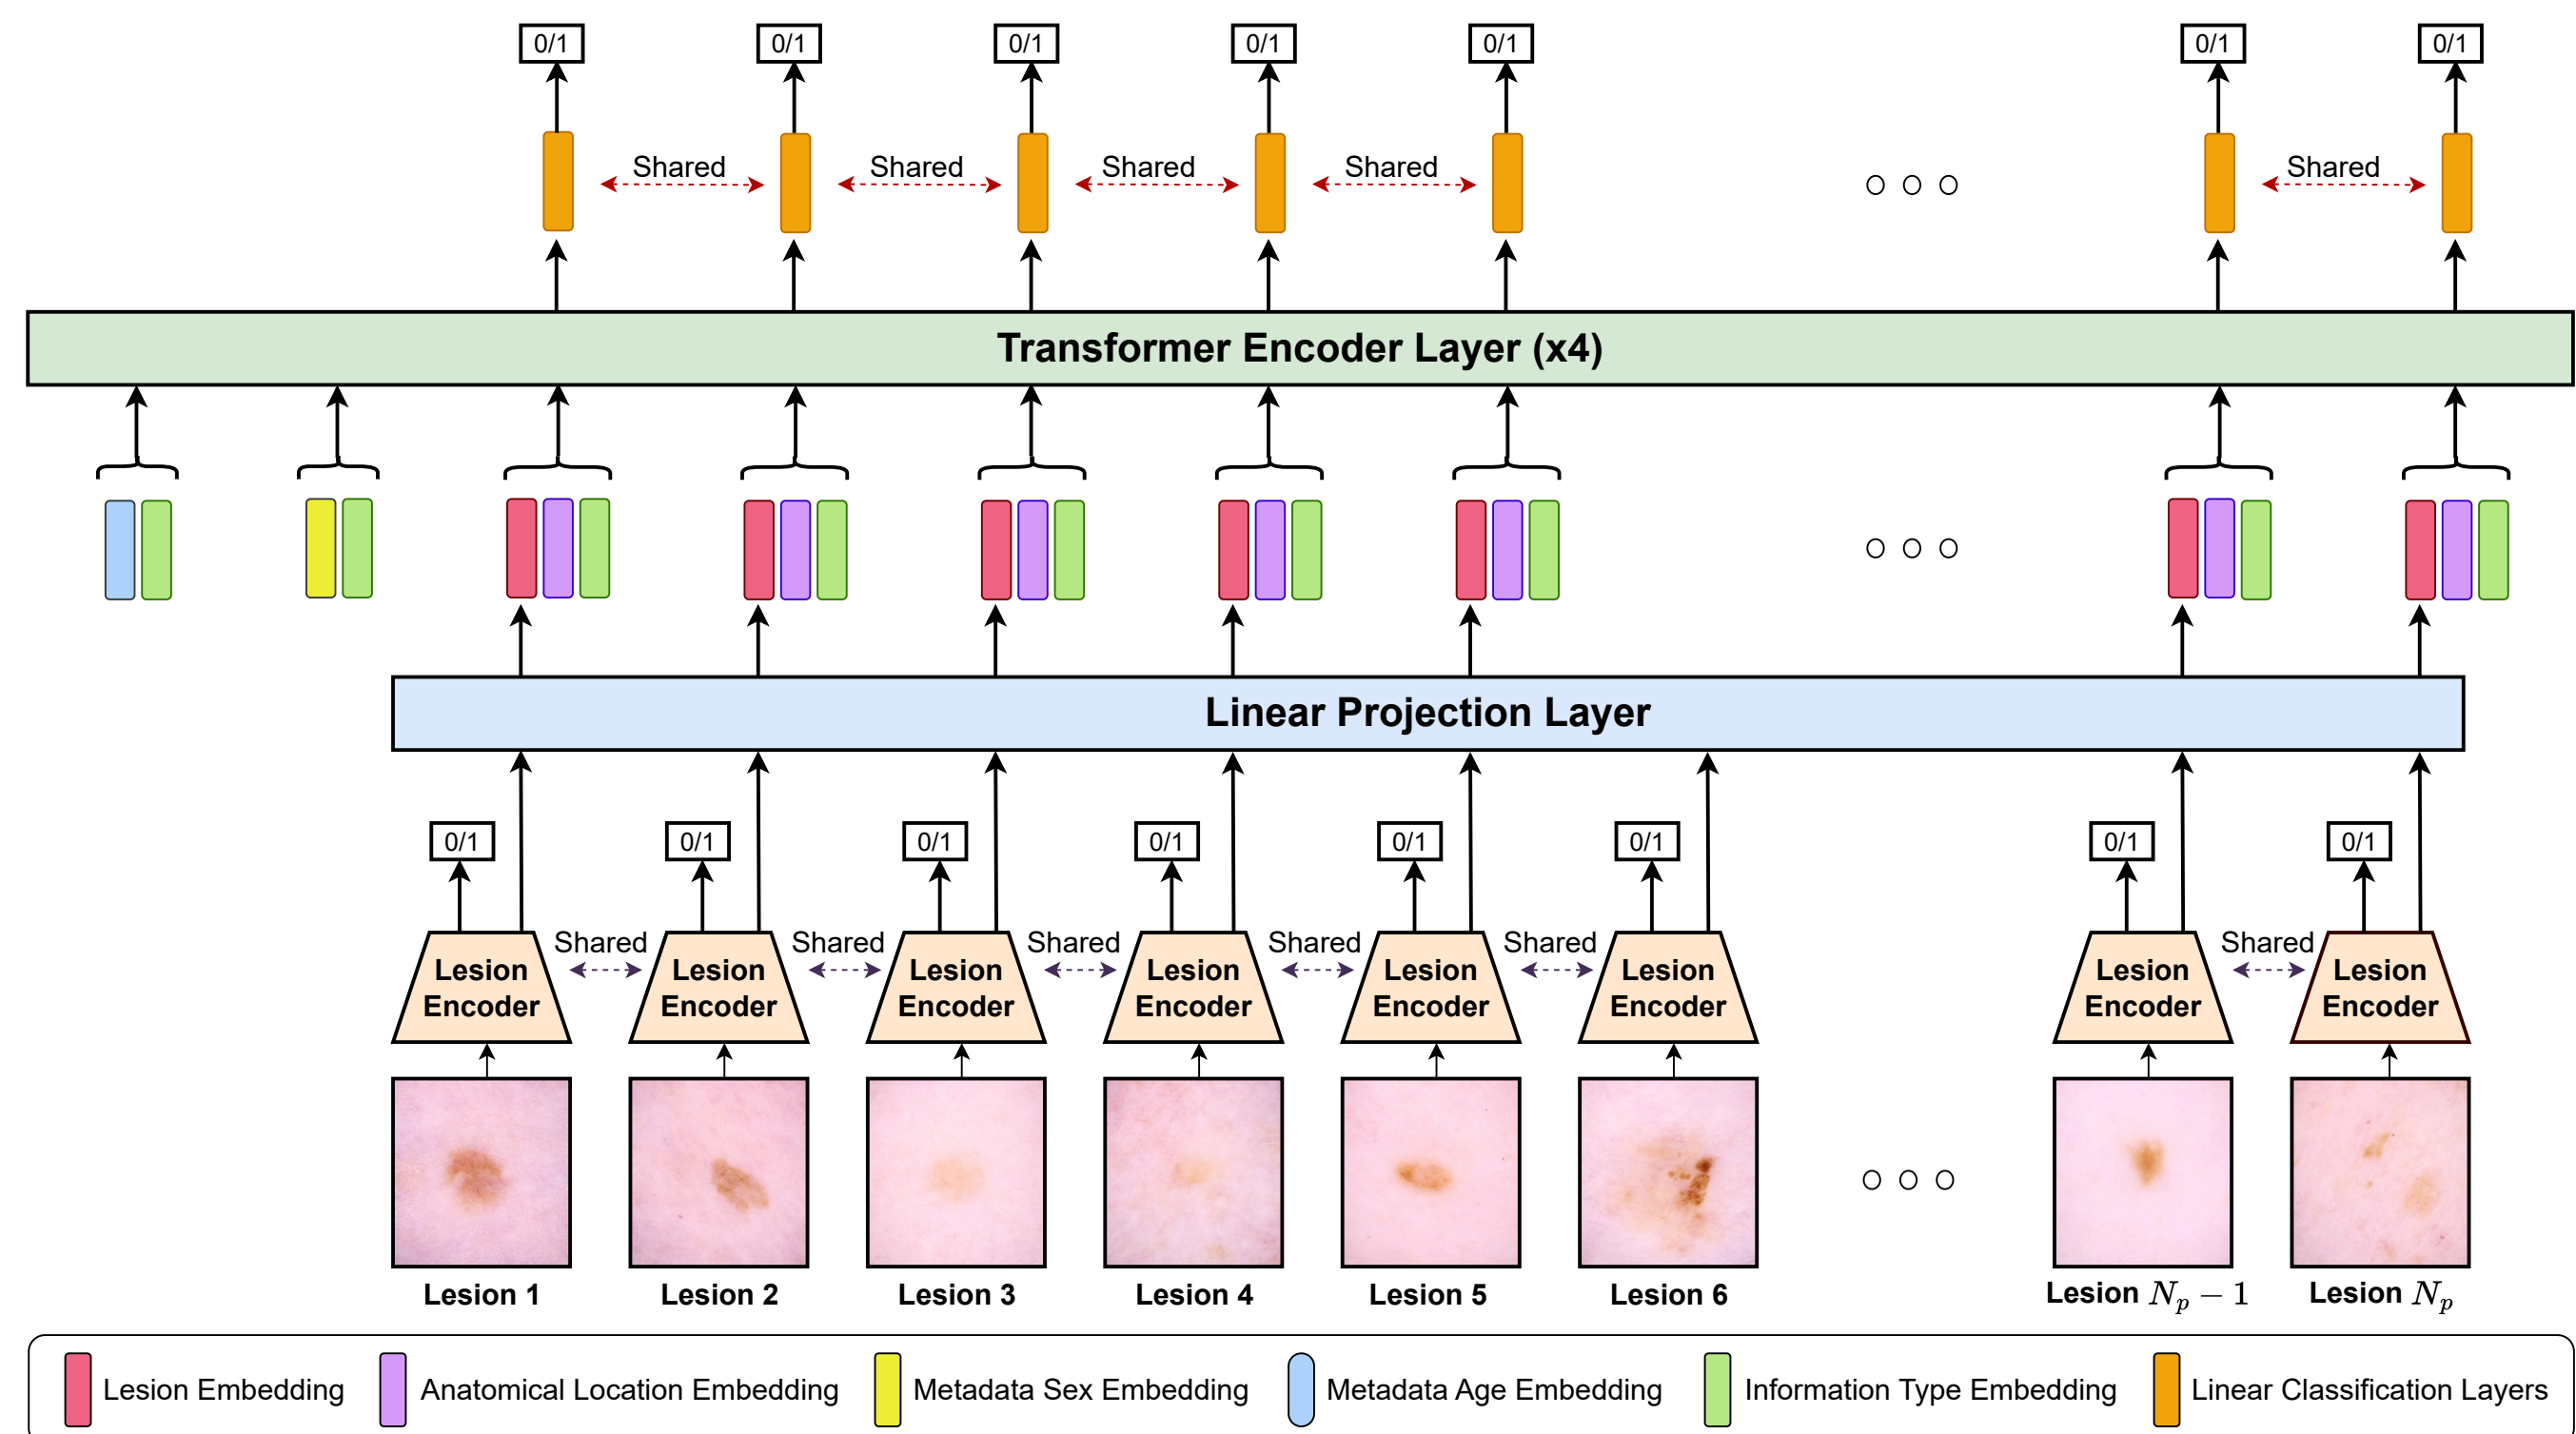 0/1 0/1 0/1 0/1 0/1 0/1 0/1
Shared Shared Shared Shared Shared
Transformer Encoder Layer (x4)
Linear Projection Layer
0/1 0/1 0/1 0/1 0/1 0/1 0/1 0/1
Shared Shared Shared Shared Shared Shared
Lesion Lesion Lesion Lesion Lesion Lesion Lesion Lesion
Encoder Encoder Encoder Encoder Encoder Encoder Encoder Encoder
Lesion 1 Lesion 2 Lesion 3 Lesion 4 Lesion 5 Lesion 6 Lesion $N_p - 1$ Lesion $N_p$
Lesion Embedding Anatomical Location Embedding Metadata Sex Embedding Metadata Age Embedding Information Type Embedding Linear Classification Layers